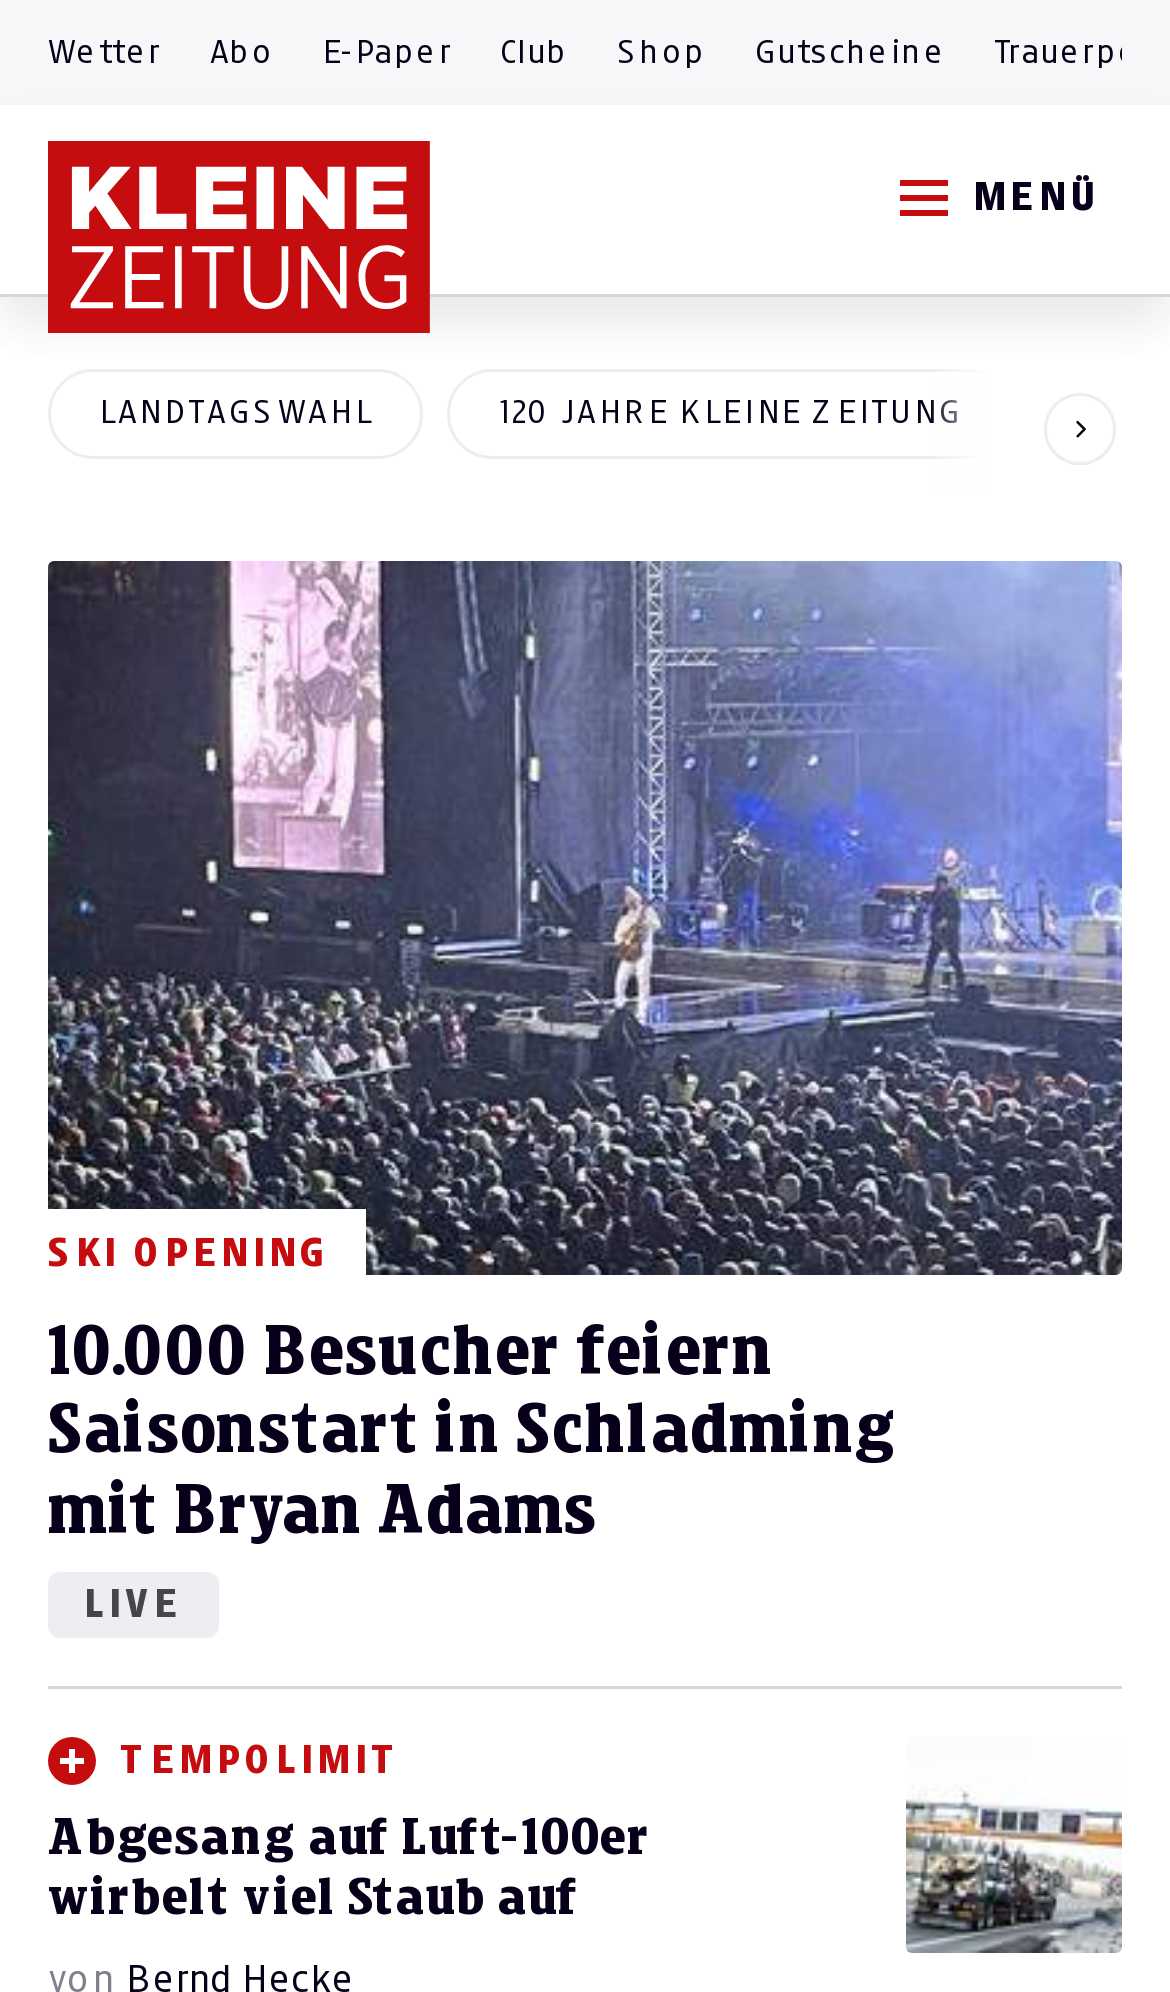 Wetter Abo E-Paper Club Shop Gutscheine
KLEINE
ZEITUNG
MENÜ
LANDTAGSWAHL 120 JAHRE KLEINE ZEITUNG
SKI OPENING
10.000 Besucher feiern
Saisonstart in Schladming
mit Bryan Adams
LIVE
TEMPOLIMIT
Abgesang auf Luft-100er
wirbelt viel Staub auf
von Bernd Hecke